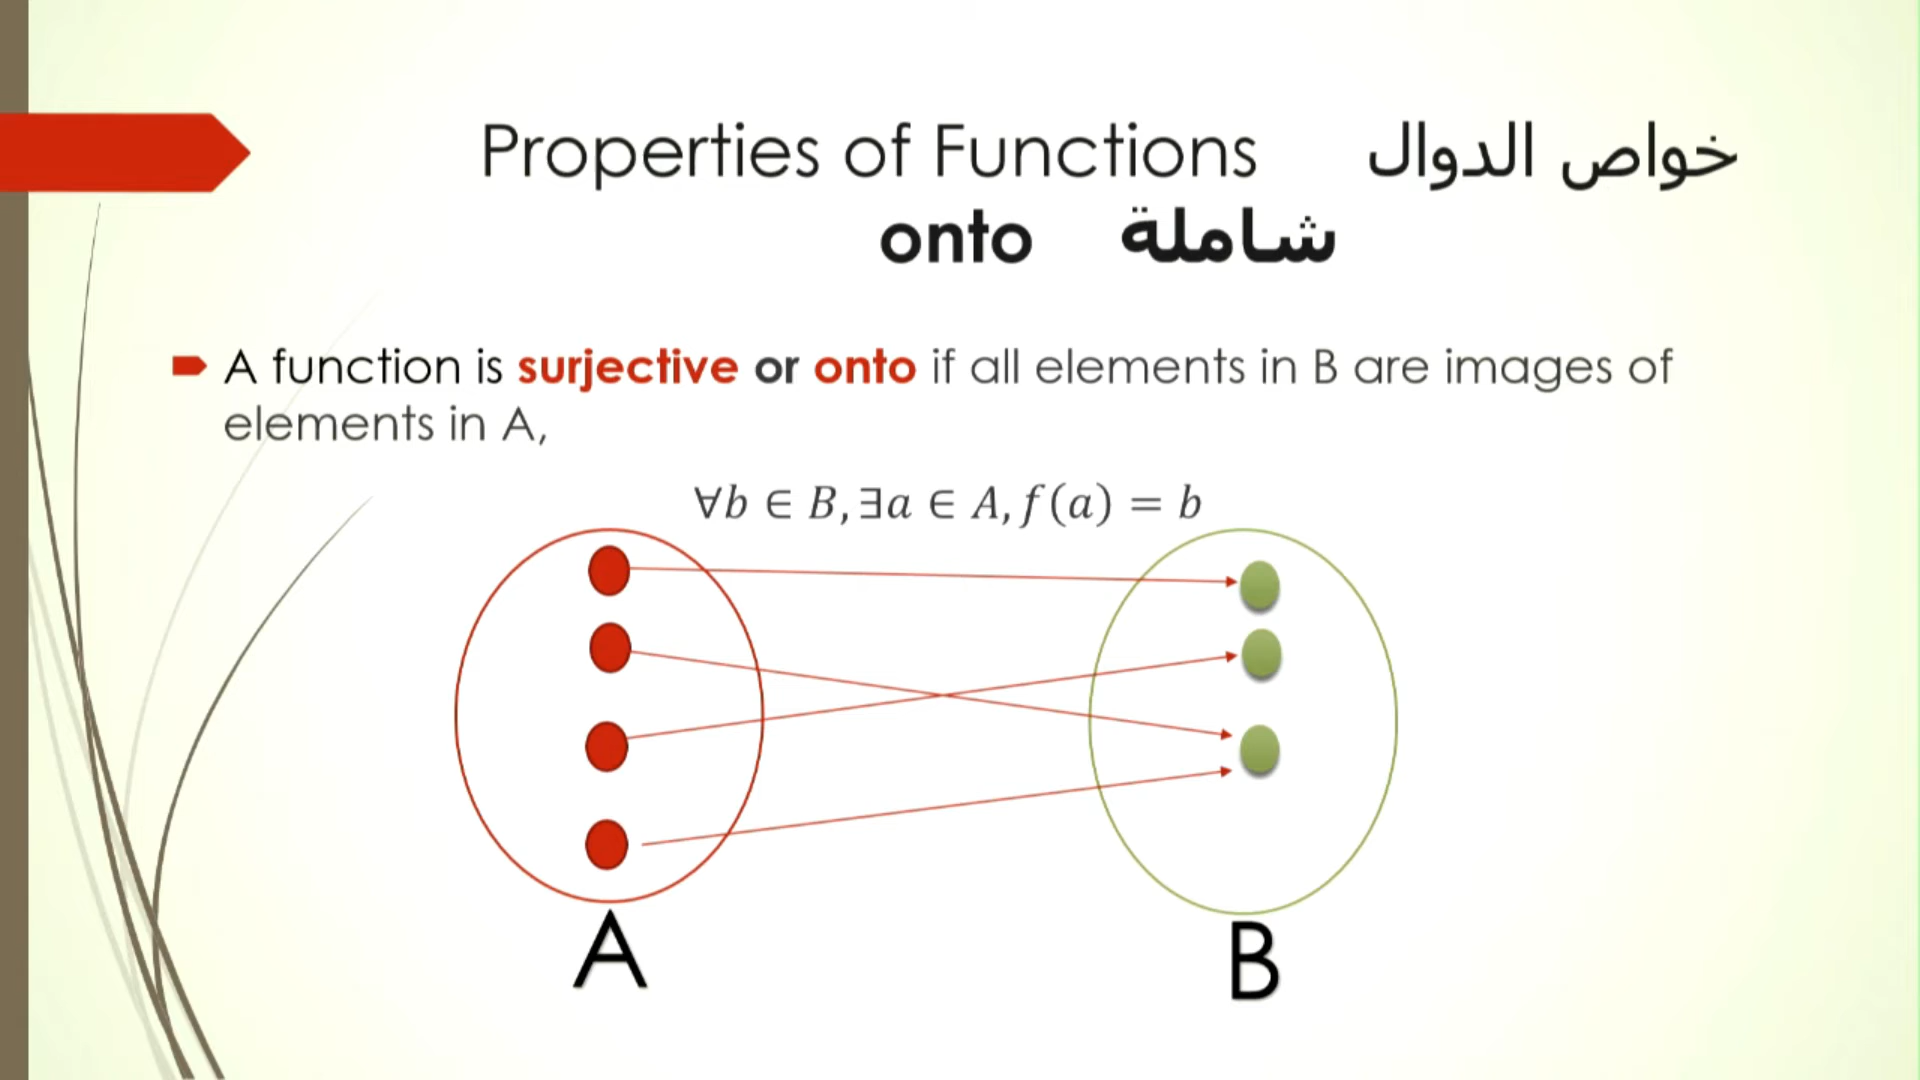 Properties of Functions خواص الدوال
onto شاملة
A function is surjective or onto if all elements in B are images of
elements in A,
∀b ∈ B, ∃a ∈ A, f(a) = b
A
B